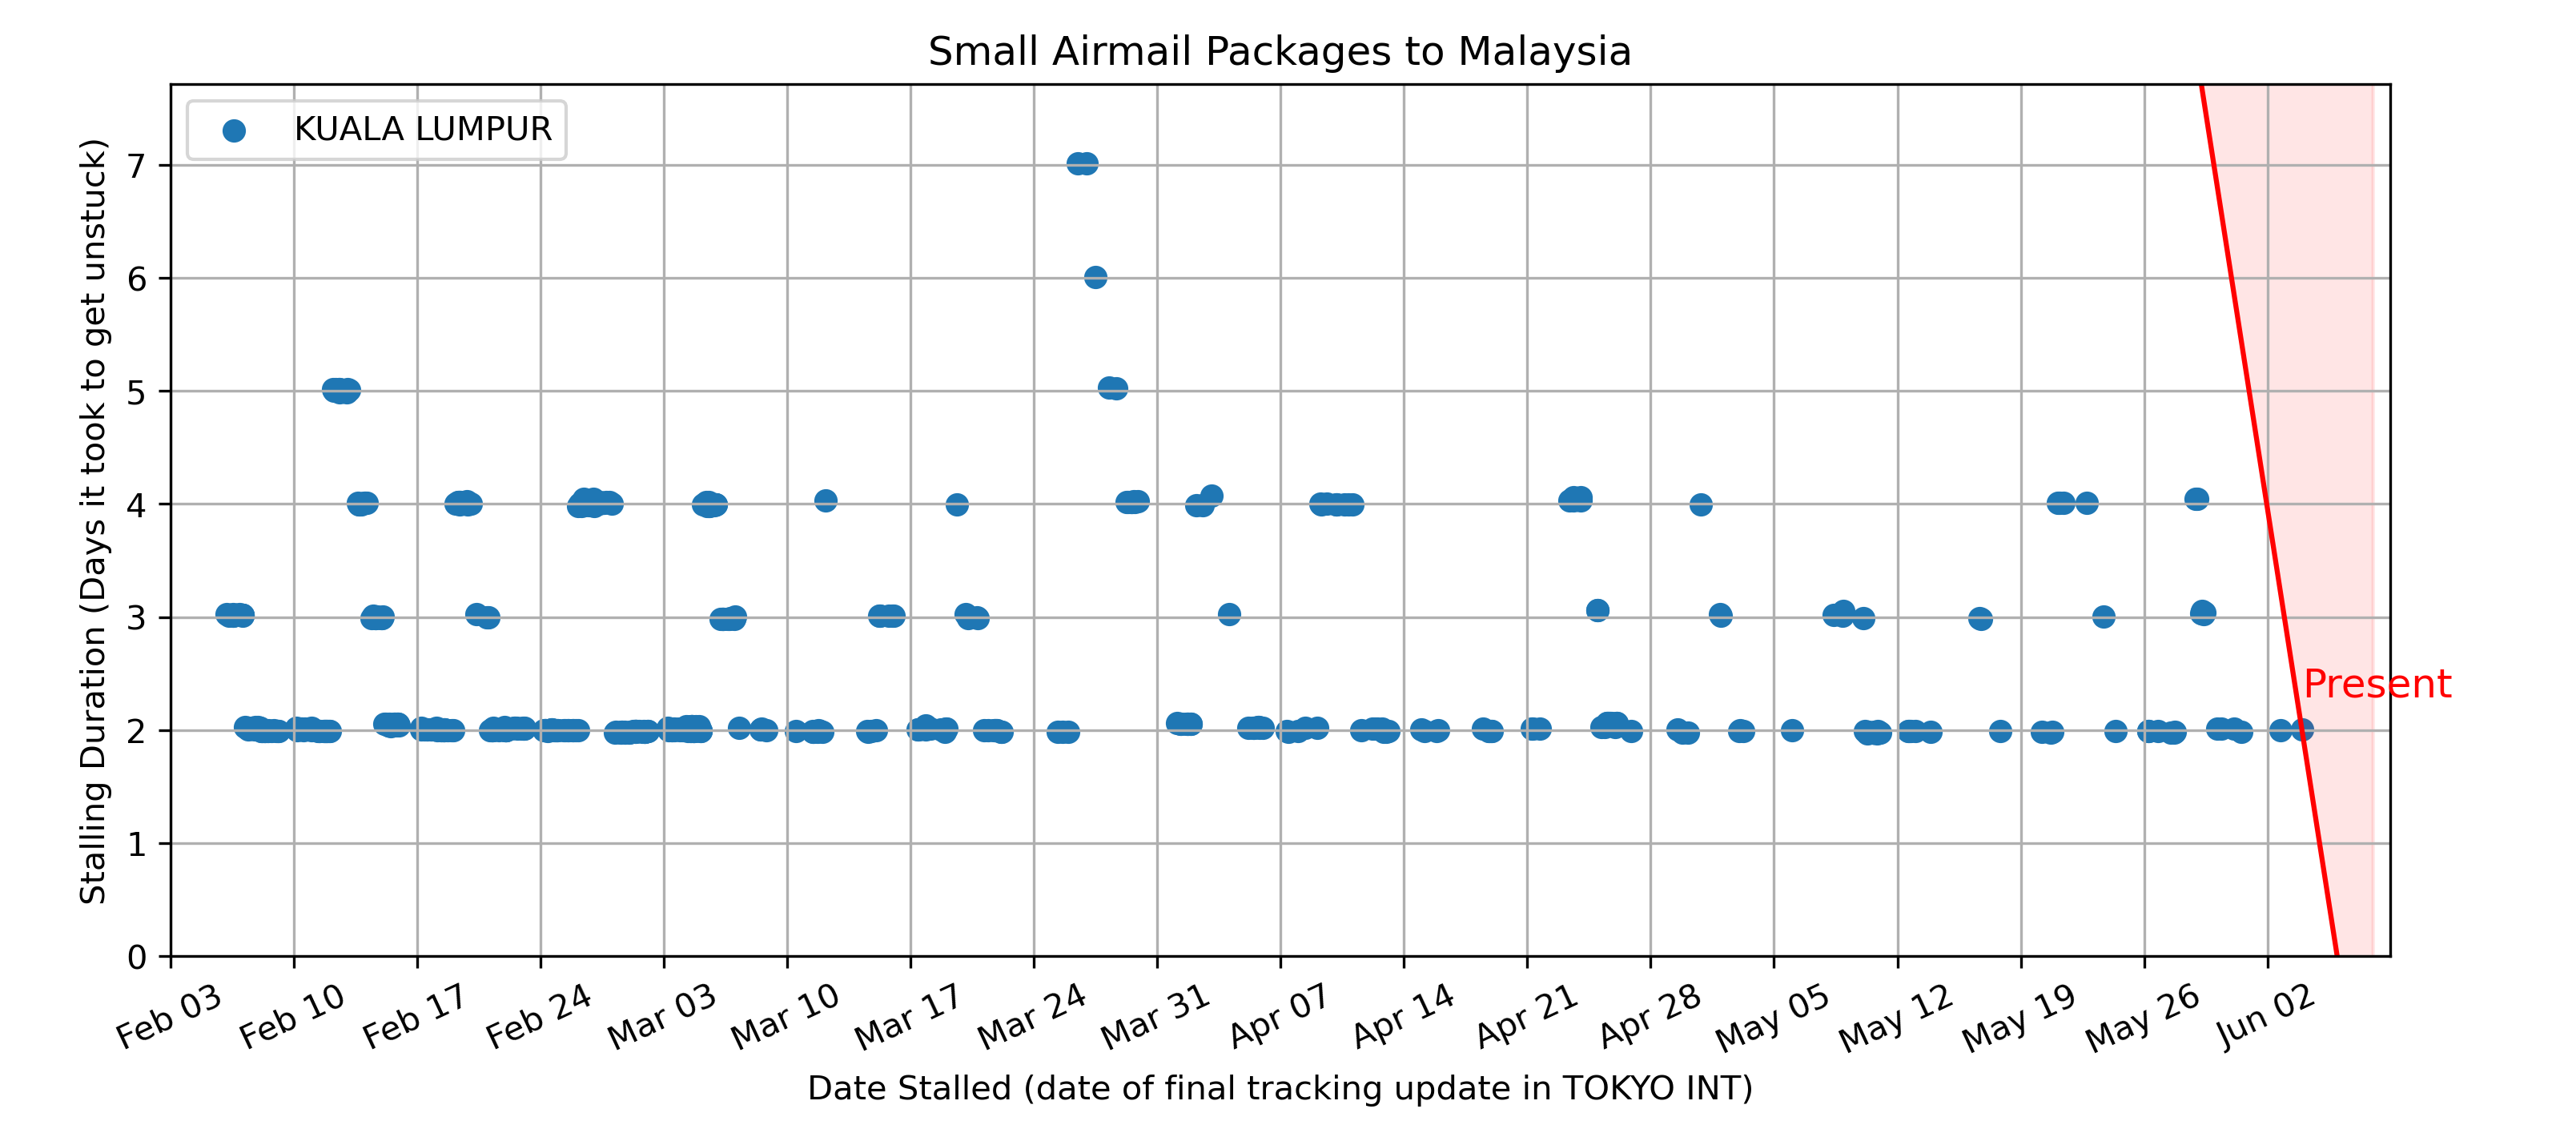 Small Airmail Packages to Malaysia
KUALA LUMPUR
Stalling Duration (Days it took to get unstuck)
7
6
5
4
3
2
1
0
Present
Feb 03
Feb 10
Feb 17
Feb 24
Mar 03
Mar 10
Mar 17
Mar 24
Mar 31
Apr 07
Apr 14
Apr 21
Apr 28
May 05
May 12
May 19
May 26
Jun 02
Date Stalled (date of final tracking update in TOKYO INT)